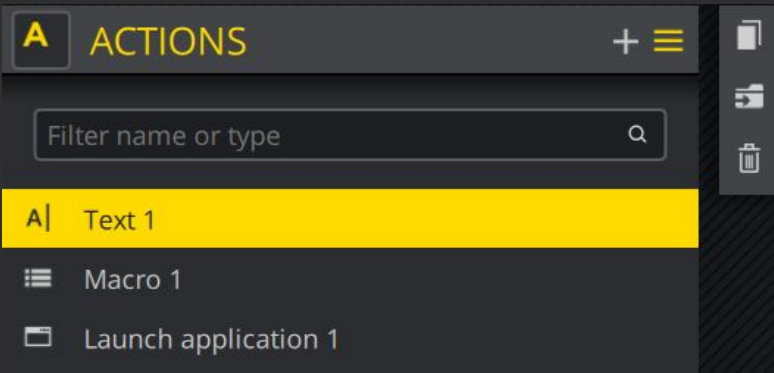 A ACTIONS
Filter name or type
A| Text 1
Macro 1
Launch application 1